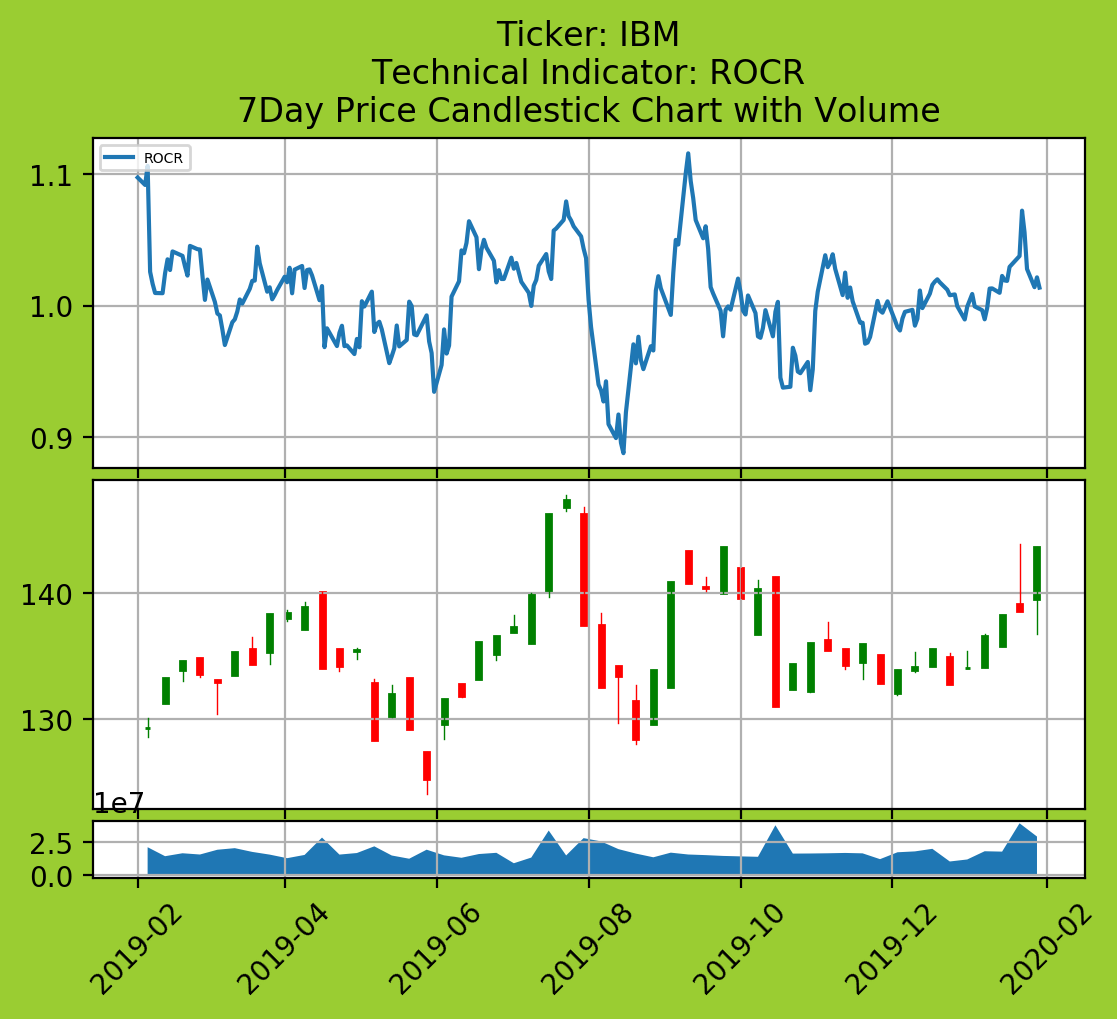 Ticker: IBM
Technical Indicator: ROCR
7Day Price Candlestick Chart with Volume
ROCR
1.1
1.0
0.9
140
130
1e7
2.5
0.0
2019-02
2019-04
2019-06
2019-08
2019-10
2019-12
2020-02